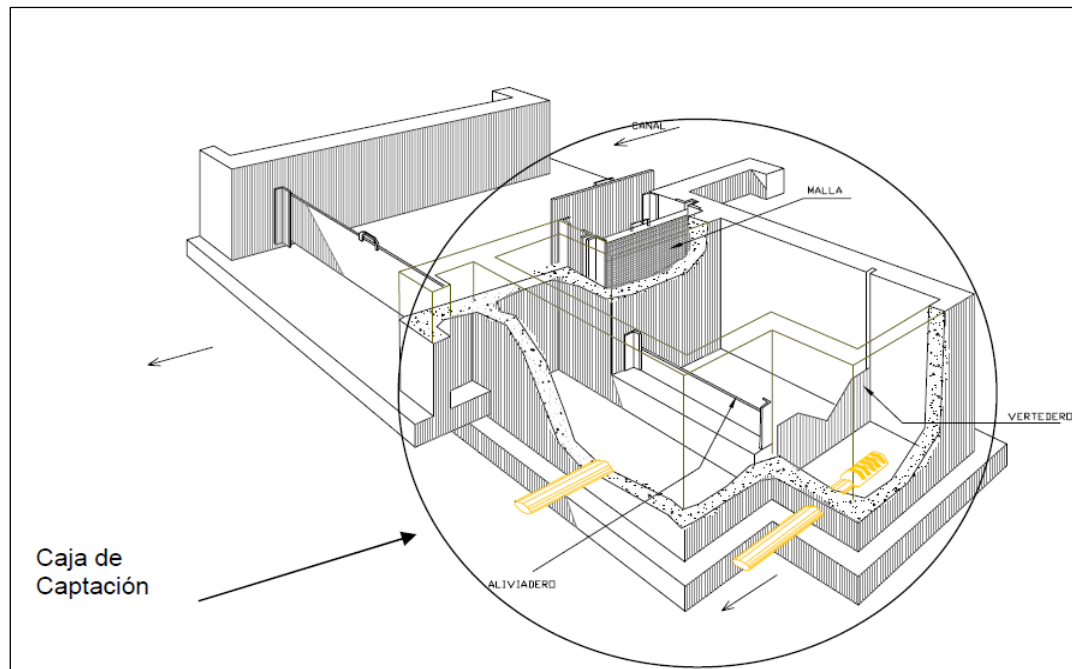 CANAL
MALLA
VERTEDERO
ALIVIADERO
Caja de
Captación